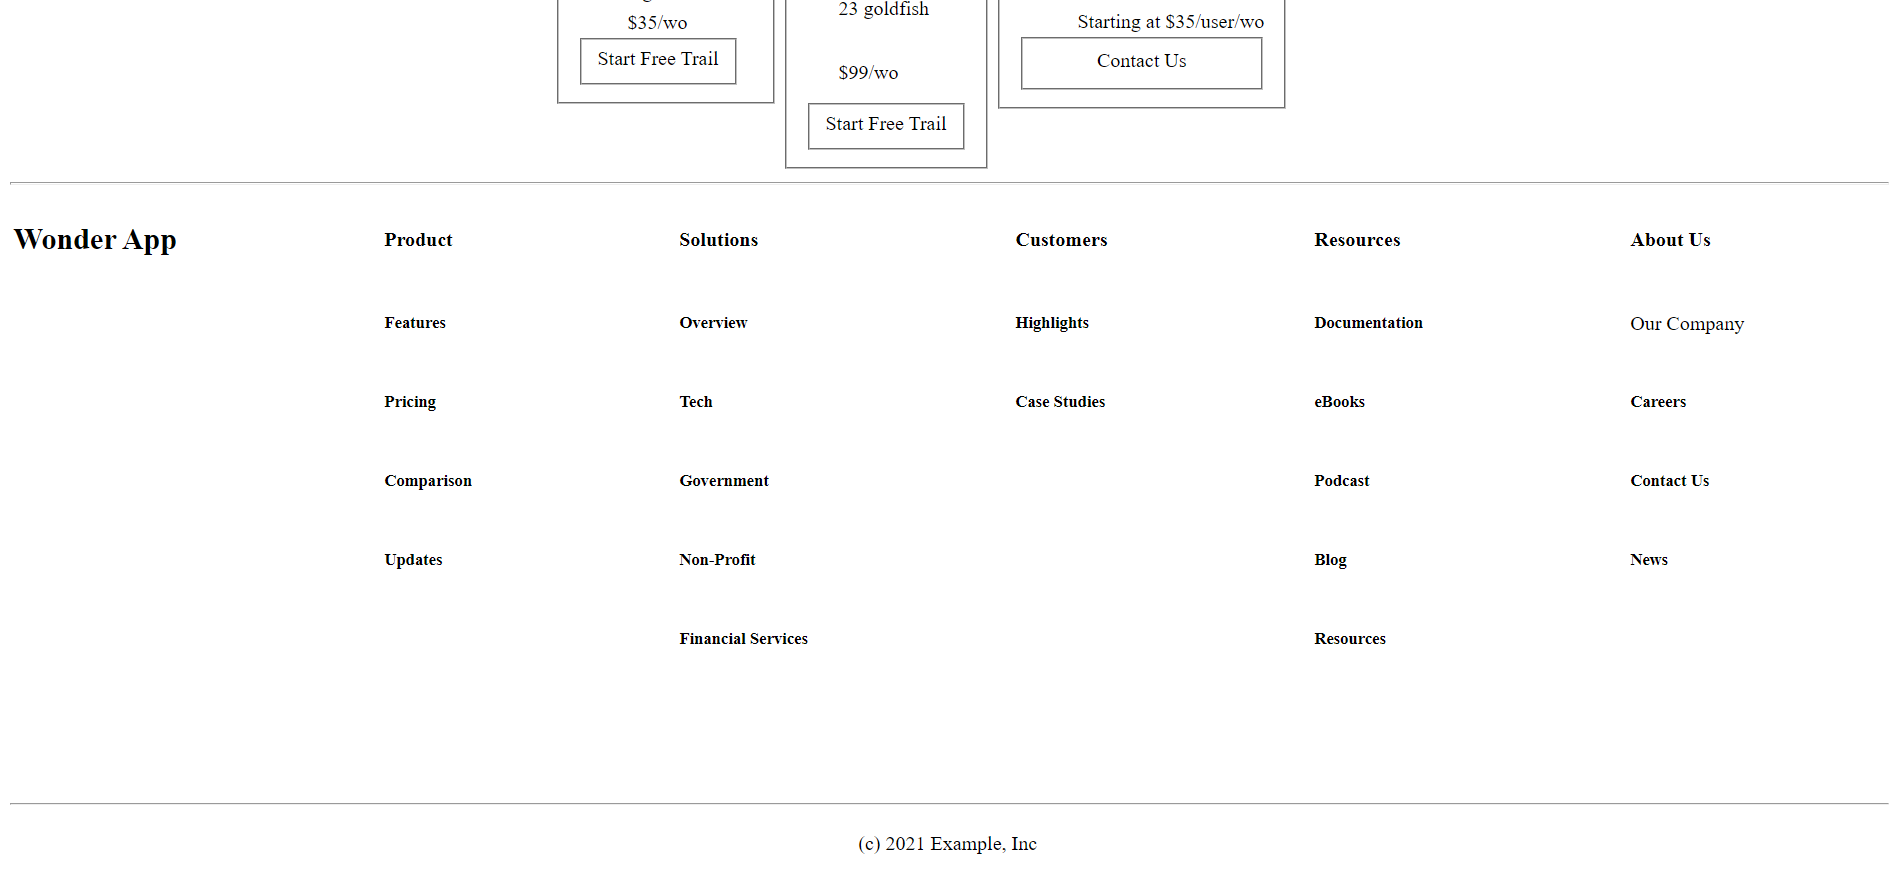 $35/wo
Start Free Trail
23 goldfish
$99/wo
Start Free Trail
Starting at $35/user/wo
Contact Us
Wonder App
Product
Solutions
Customers
Resources
About Us
Features
Overview
Highlights
Documentation
Our Company
Pricing
Tech
Case Studies
eBooks
Careers
Comparison
Government
Podcast
Contact Us
Updates
Non-Profit
Blog
News
Financial Services
Resources
(c) 2021 Example, Inc